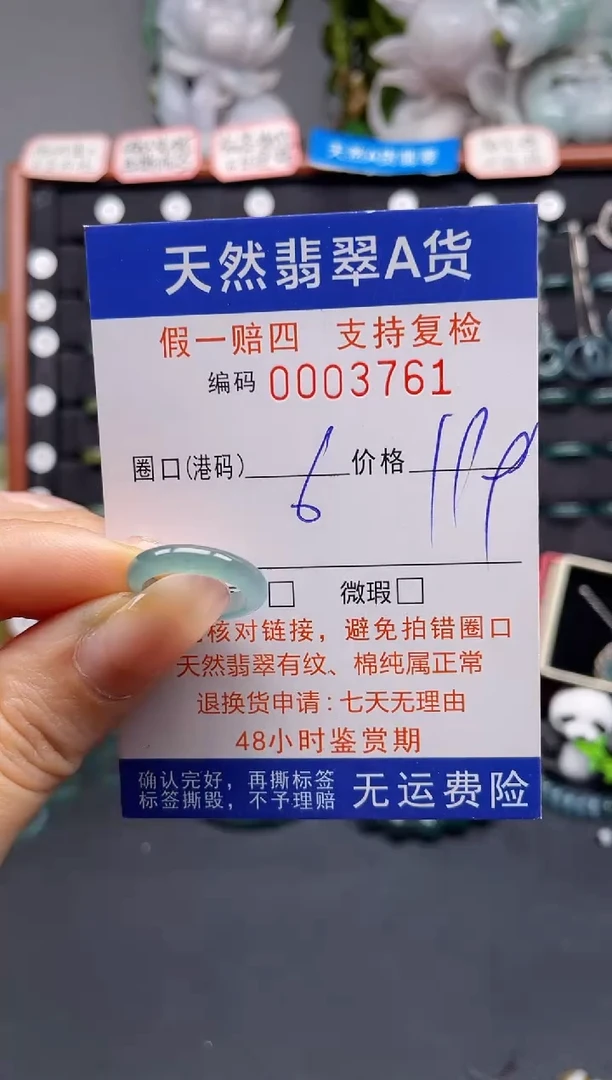 天然翡翠A货
假一赔四 支持复检
编码 0003761
圈口(港码) 6 价格
微瑕
核对链接，避免拍错圈口
天然翡翠有纹、棉纯属正常
退换货申请：七天无理由
48小时鉴赏期
确认完好，再撕标签
标签撕毁，不予理赔
无运费险